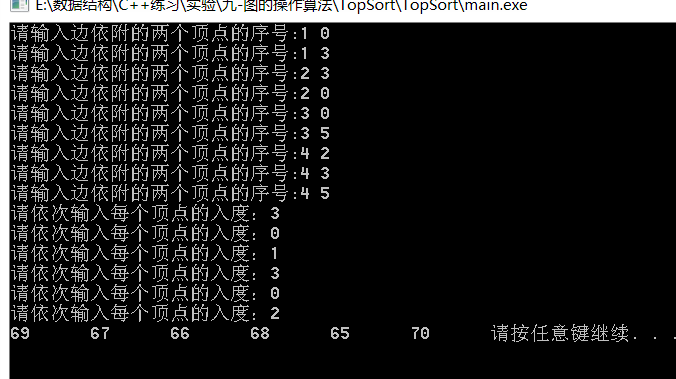 E:\数据结构\C++练习\实验\九-图的操作算法\TopSort\TopSort\main.exe
请输入边依附的两个顶点的序号:1 0
请输入边依附的两个顶点的序号:1 3
请输入边依附的两个顶点的序号:2 3
请输入边依附的两个顶点的序号:2 0
请输入边依附的两个顶点的序号:3 0
请输入边依附的两个顶点的序号:3 5
请输入边依附的两个顶点的序号:4 2
请输入边依附的两个顶点的序号:4 3
请输入边依附的两个顶点的序号:4 5
请依次输入每个顶点的入度：3
请依次输入每个顶点的入度：0
请依次输入每个顶点的入度：1
请依次输入每个顶点的入度：3
请依次输入每个顶点的入度：0
请依次输入每个顶点的入度：2
69 67 66 68 65 70 请按任意键继续. . .